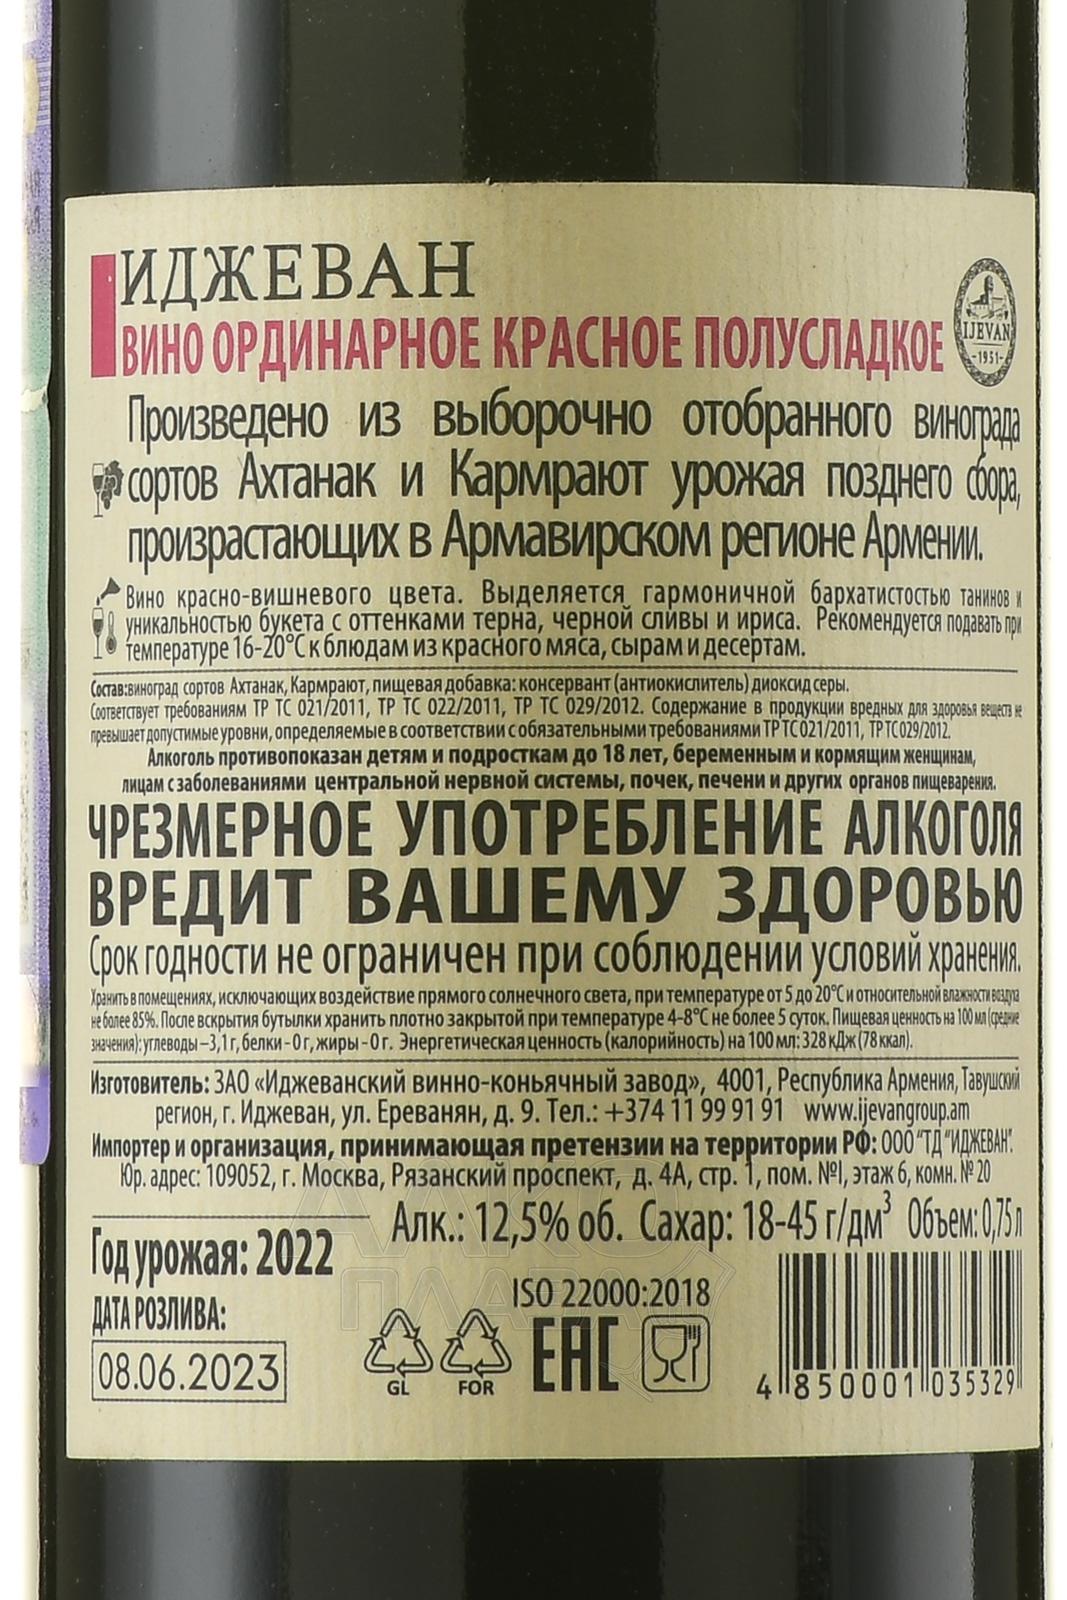 ИДЖЕВАН
ВИНО ОРДИНАРНОЕ КРАСНОЕ ПОЛУСЛАДКОЕ
IJEVAN
-1951-
Произведено из выборочно отобранного винограда
сортов Ахтанак и Кармрают урожая позднего сбора,
произрастающих в Армавирском регионе Армении.
Вино красно-вишневого цвета. Выделяется гармоничной бархатистостью танинов и
уникальностью букета с оттенками терна, черной сливы и ириса. Рекомендуется подавать при
температуре 16-20°С к блюдам из красного мяса, сырам и десертам.
Состав:виноград сортов Ахтанак, Кармрают, пищевая добавка: консервант (антиокислитель) диоксид серы.
Соответствует требованиям ТР ТС 021/2011, ТР ТС 022/2011, ТР ТС 029/2012. Содержание в продукции вредных для здоровья веществ не
превышает допустимые уровни, определяемые в соответствии с обязательными требованиями ТР ТС 021/2011, ТР ТС 029/2012.
Алкоголь противопоказан детям и подросткам до 18 лет, беременным и кормящим женщинам,
лицам с заболеваниями центральной нервной системы, почек, печени и других органов пищеварения.
ЧРЕЗМЕРНОЕ УПОТРЕБЛЕНИЕ АЛКОГОЛЯ
ВРЕДИТ ВАШЕМУ ЗДОРОВЬЮ
Срок годности не ограничен при соблюдении условий хранения.
Хранить в помещениях, исключающих воздействие прямого солнечного света, при температуре от 5 до 20°С и относительной влажности воздуха
не более 85%. После вскрытия бутылки хранить плотно закрытой при температуре 4-8°С не более 5 суток. Пищевая ценность на 100 мл (средние
значения): углеводы – 3,1 г, белки - 0 г, жиры - 0 г. Энергетическая ценность (калорийность) на 100 мл: 328 кДж (78 ккал).
Изготовитель: ЗАО «Иджеванский винно-коньячный завод», 4001, Республика Армения, Тавушский
регион, г. Иджеван, ул. Ереванян, д. 9. Тел.: +374 11 99 91 91 www.ijevangroup.am
Импортер и организация, принимающая претензии на территории РФ: ООО "ТД "ИДЖЕВАН".
Юр. адрес: 109052, г. Москва, Рязанский проспект, д. 4А, стр. 1, пом. №I, этаж 6, комн. № 20
Алк.: 12,5% об. Сахар: 18-45 г/дм³ Объем: 0,75 л
Год урожая: 2022
ДАТА РОЗЛИВА:
08.06.2023
ISO 22000:2018
GL
FOR
EAC
4 850001 035329
АЛКО
ПЛАЗА